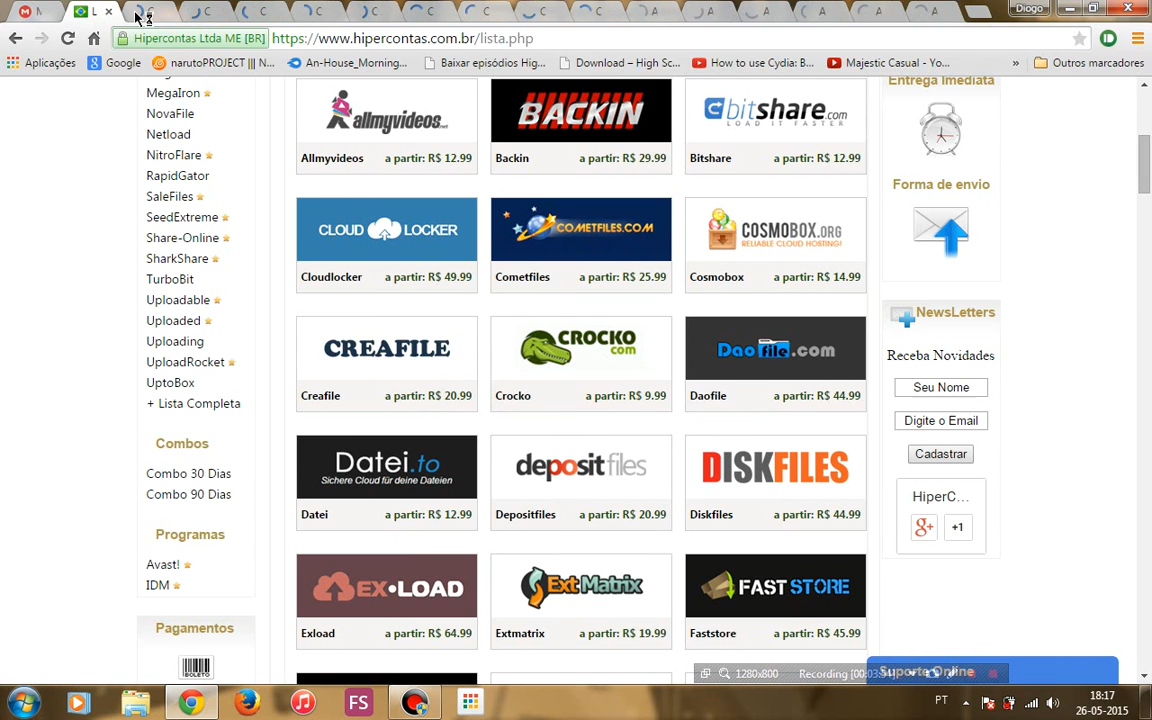 M
L
C
C
C
C
C
C
C
C
A
A
A
A
A
A
Diogo
Hipercontas Ltda ME [BR]
https://www.hipercontas.com.br/lista.php
Aplicações
Google
narutoPROJECT ||| N...
An-House_Morning...
Baixar episódios Hig...
Download – High Sc...
How to use Cydia: B...
Majestic Casual - Yo...
»
Outros marcadores
MegaIron
NovaFile
Netload
NitroFlare
RapidGator
SaleFiles
SeedExtreme
Share-Online
SharkShare
TurboBit
Uploadable
Uploaded
Uploading
UploadRocket
UptoBox
+ Lista Completa
Combos
Combo 30 Dias
Combo 90 Dias
Programas
Avast!
IDM
Pagamentos
BOLETO
allmyvideos.net
Allmyvideos a partir: R$ 12.99
BACKIN
Backin a partir: R$ 29.99
bitshare.com
LOAD IT FASTER
Bitshare a partir: R$ 12.99
CLOUD LOCKER
Cloudlocker a partir: R$ 49.99
COMETFILES.COM
Cometfiles a partir: R$ 25.99
COSMOBOX.ORG
RELIABLE CLOUD HOSTING!
Cosmobox a partir: R$ 14.99
CREAFILE
Creafile a partir: R$ 20.99
CROCKO
com
Crocko a partir: R$ 9.99
Daofile.com
Daofile a partir: R$ 44.99
Datei.to
Sichere Cloud für deine Dateien
Datei a partir: R$ 12.99
depositfiles
Depositfiles a partir: R$ 20.99
DISKFILES
Diskfiles a partir: R$ 44.99
EX•LOAD
Exload a partir: R$ 64.99
ExtMatrix
Extmatrix a partir: R$ 19.99
FAST STORE
Faststore a partir: R$ 45.99
Entrega Imediata
Forma de envio
NewsLetters
Receba Novidades
Seu Nome
Digite o Email
Cadastrar
HiperC...
g+ +1
Suporte Online
1280x800 Recording
FS
PT
18:17
26-05-2015